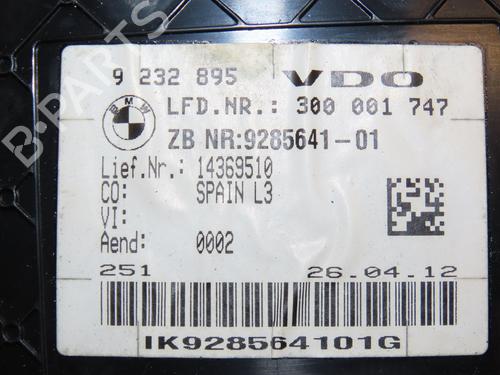 9 232 895 VDO
BMW
LFD.NR.: 300 001 747
ZB NR:9285641-01
Lief.Nr.: 14369510
CO: SPAIN L3
VI:
Aend: 0002
251 26.04.12
IK928564101G